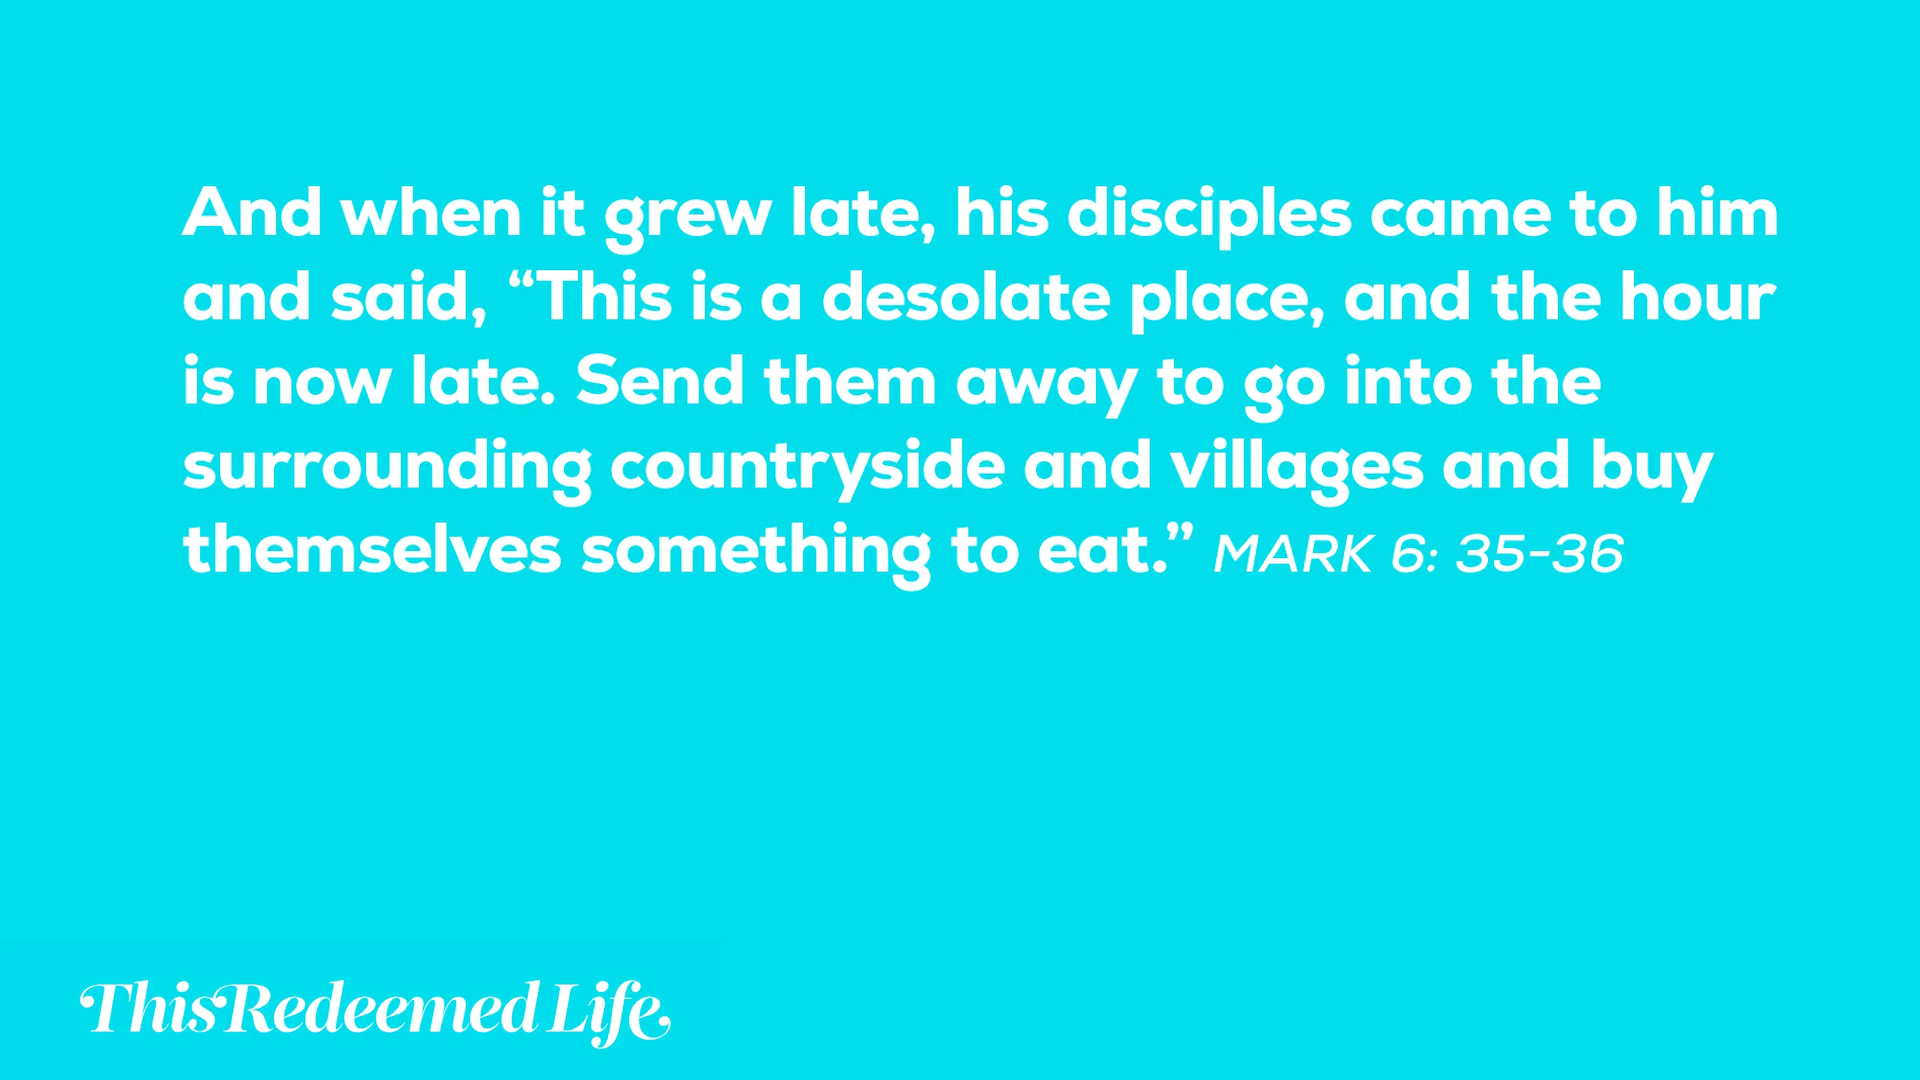 And when it grew late, his disciples came to him
and said, “This is a desolate place, and the hour
is now late. Send them away to go into the
surrounding countryside and villages and buy
themselves something to eat.” MARK 6: 35-36
This Redeemed Life